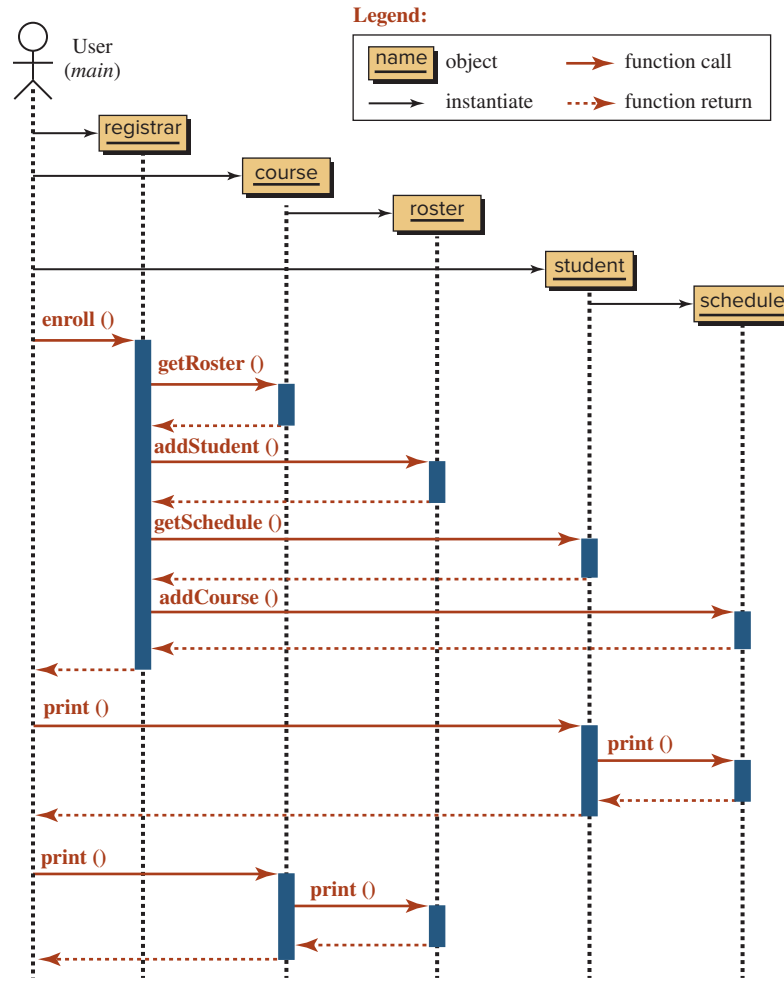 Legend:
User
(main)
name
object
function call
instantiate
function return
registrar
course
roster
student
schedule
enroll ()
getRoster ()
addStudent ()
getSchedule ()
addCourse ()
print ()
print ()
print ()
print ()